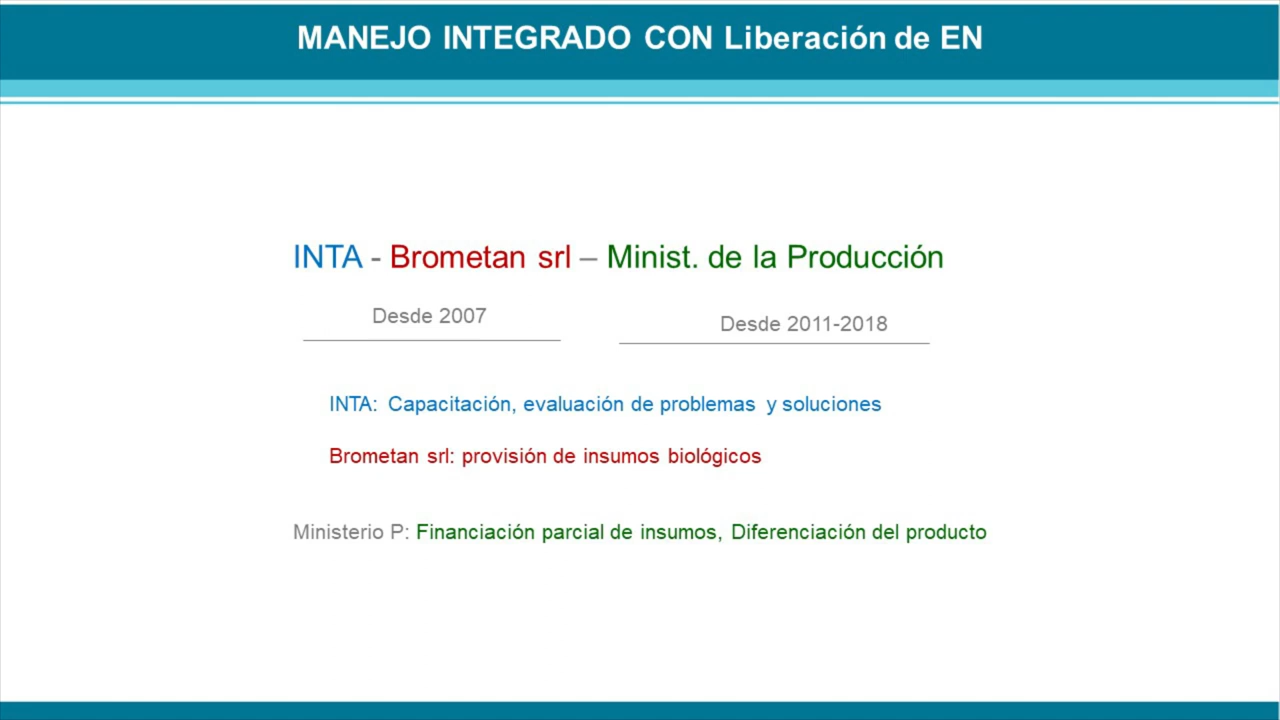 MANEJO INTEGRADO CON Liberación de EN
INTA - Brometan srl – Minist. de la Producción
Desde 2007
Desde 2011-2018
INTA: Capacitación, evaluación de problemas y soluciones
Brometan srl: provisión de insumos biológicos
Ministerio P: Financiación parcial de insumos, Diferenciación del producto